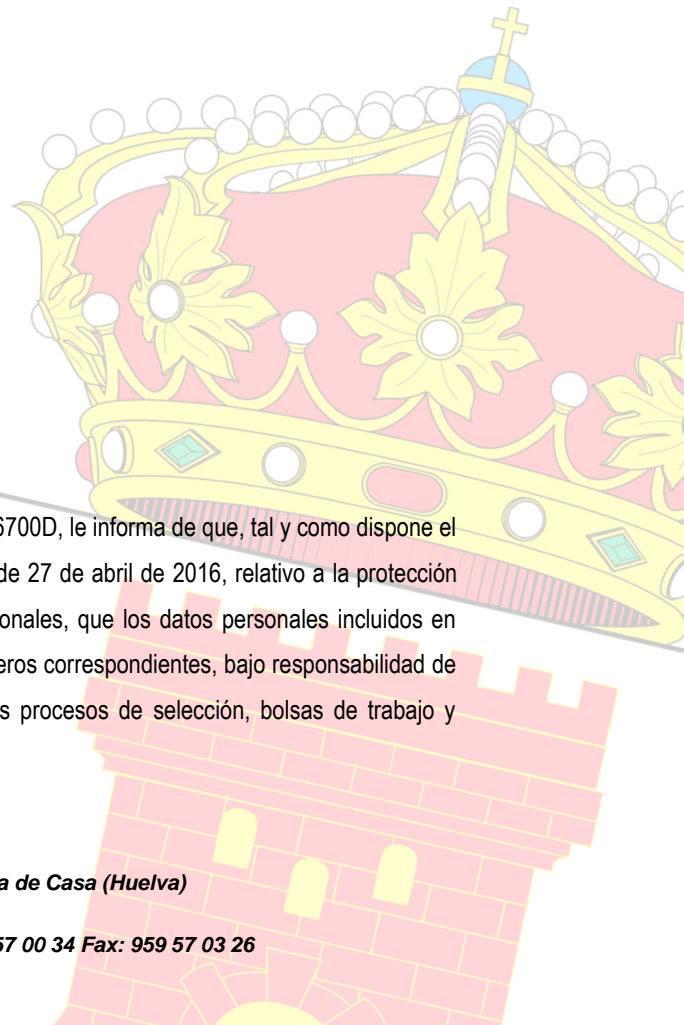 6700D, le informa de que, tal y como dispone el
de 27 de abril de 2016, relativo a la protección
onales, que los datos personales incluidos en
eros correspondientes, bajo responsabilidad de
s procesos de selección, bolsas de trabajo y
a de Casa (Huelva)
57 00 34 Fax: 959 57 03 26